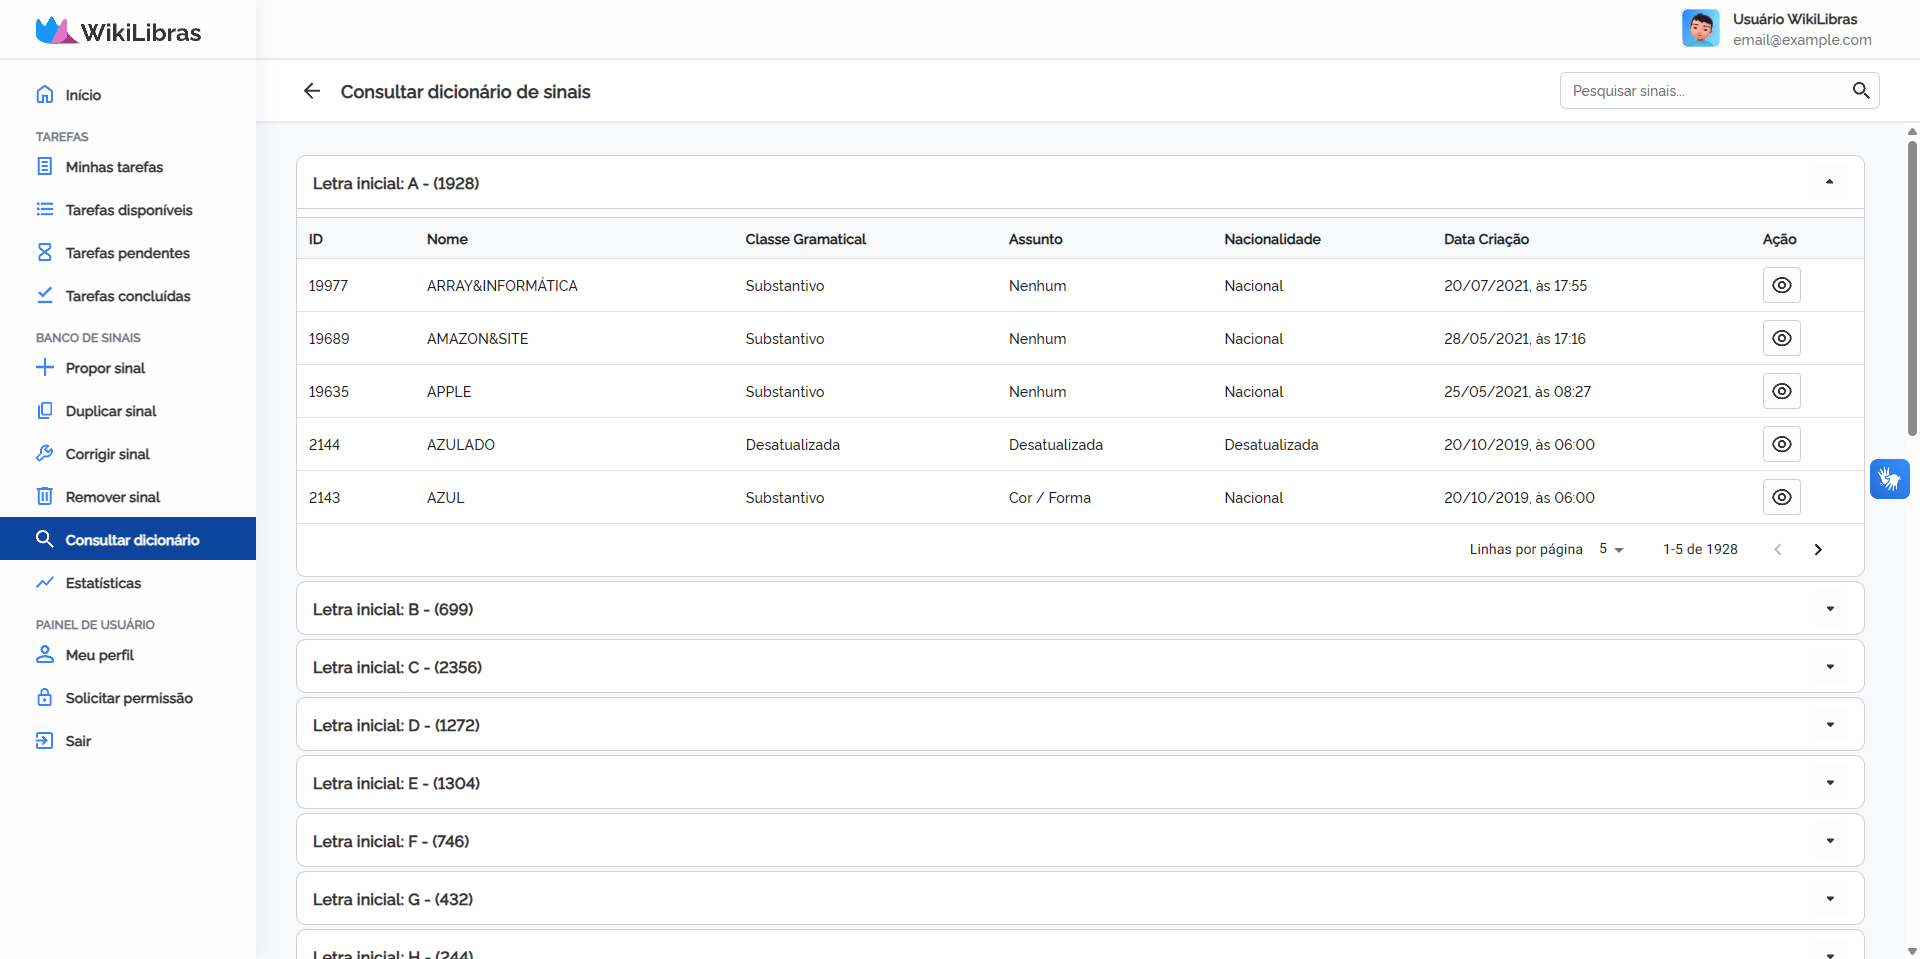 WikiLibras
Usuário WikiLibras
email@example.com
Início
TAREFAS
Minhas tarefas
Tarefas disponíveis
Tarefas pendentes
Tarefas concluídas
BANCO DE SINAIS
Propor sinal
Duplicar sinal
Corrigir sinal
Remover sinal
Consultar dicionário
Estatísticas
PAINEL DE USUÁRIO
Meu perfil
Solicitar permissão
Sair
Consultar dicionário de sinais
Pesquisar sinais...
Letra inicial: A - (1928)
ID Nome Classe Gramatical Assunto Nacionalidade Data Criação Ação
19977 ARRAY&INFORMÁTICA Substantivo Nenhum Nacional 20/07/2021, às 17:55
19689 AMAZON&SITE Substantivo Nenhum Nacional 28/05/2021, às 17:16
19635 APPLE Substantivo Nenhum Nacional 25/05/2021, às 08:27
2144 AZULADO Desatualizada Desatualizada Desatualizada 20/10/2019, às 06:00
2143 AZUL Substantivo Cor / Forma Nacional 20/10/2019, às 06:00
Linhas por página 5 1-5 de 1928
Letra inicial: B - (699)
Letra inicial: C - (2356)
Letra inicial: D - (1272)
Letra inicial: E - (1304)
Letra inicial: F - (746)
Letra inicial: G - (432)
Letra inicial: H - (244)